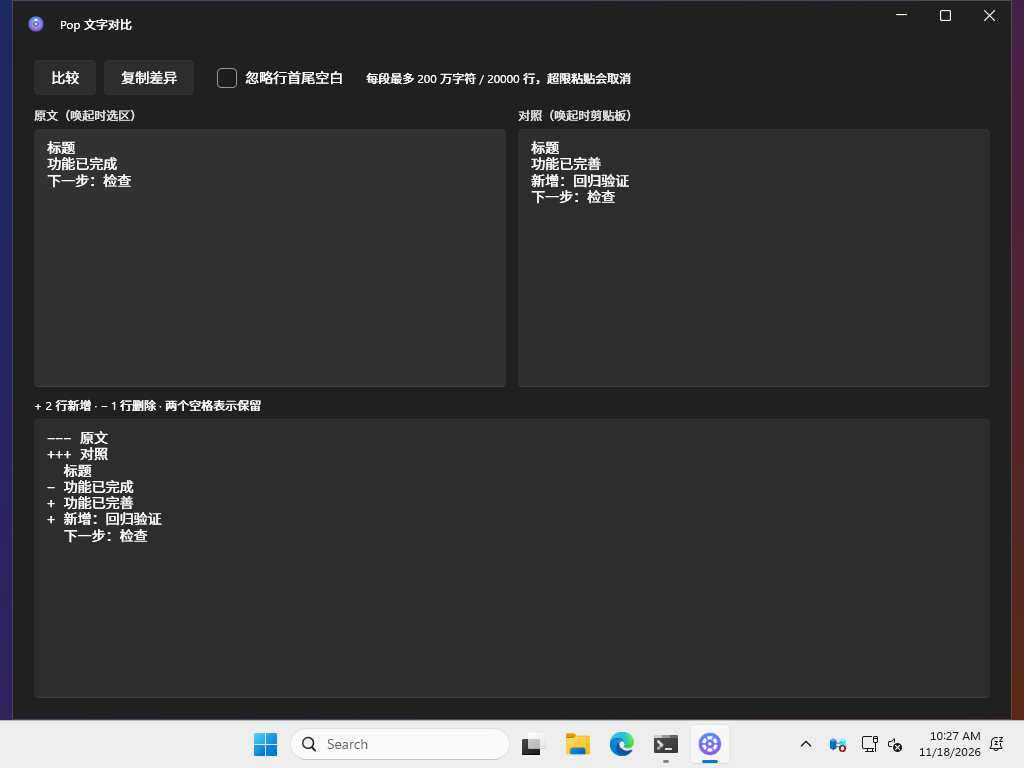 Pop 文字对比
比较
复制差异
忽略行首尾空白
每段最多 200 万字符 / 20000 行，超限粘贴会取消
原文（唤起时选区）
标题
功能已完成
下一步：检查
对照（唤起时剪贴板）
标题
功能已完善
新增：回归验证
下一步：检查
+ 2 行新增 · − 1 行删除 · 两个空格表示保留
--- 原文
+++ 对照
  标题
− 功能已完成
+ 功能已完善
+ 新增：回归验证
  下一步：检查
Search
10:27 AM
11/18/2026